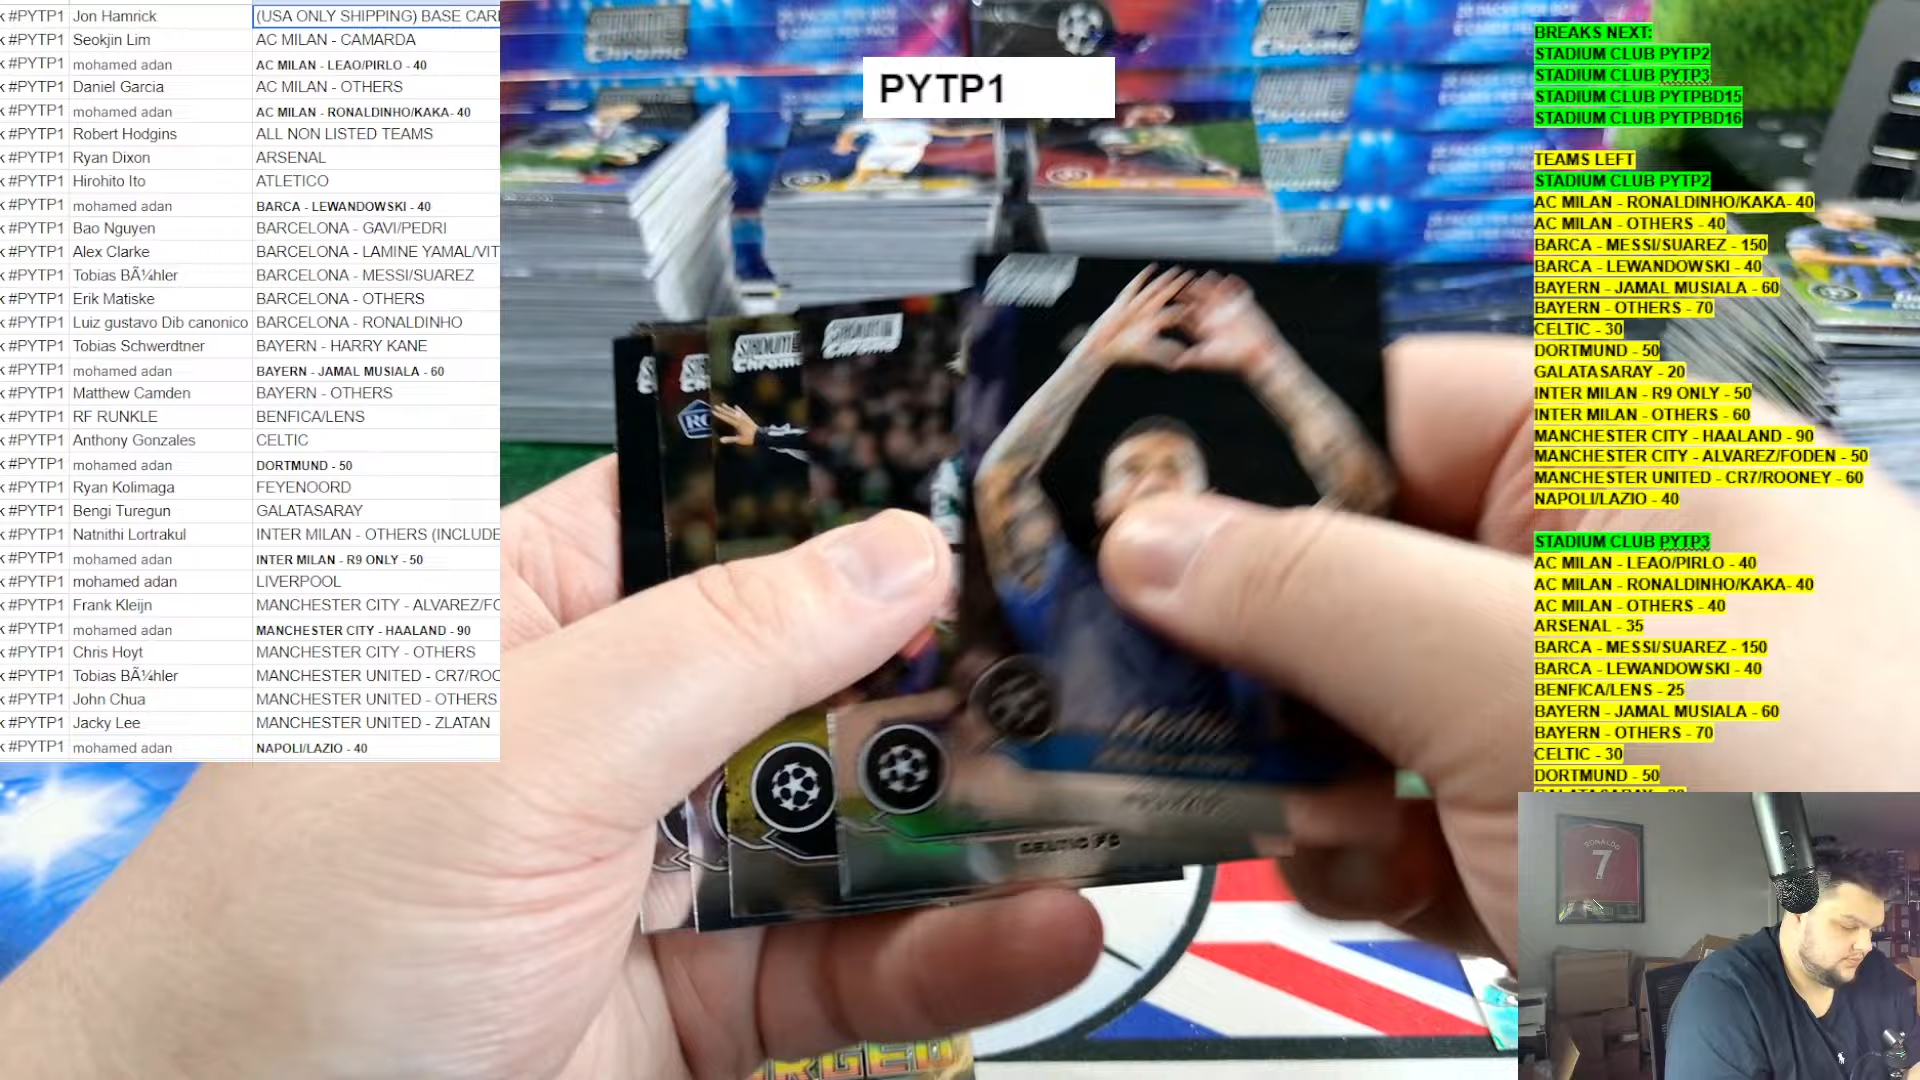 k #PYTP1 Jon Hamrick (USA ONLY SHIPPING) BASE CARI
k #PYTP1 Seokjin Lim AC MILAN - CAMARDA
k #PYTP1 mohamed adan AC MILAN - LEAO/PIRLO - 40
k #PYTP1 Daniel Garcia AC MILAN - OTHERS
k #PYTP1 mohamed adan AC MILAN - RONALDINHO/KAKA- 40
k #PYTP1 Robert Hodgins ALL NON LISTED TEAMS
k #PYTP1 Ryan Dixon ARSENAL
k #PYTP1 Hirohito Ito ATLETICO
k #PYTP1 mohamed adan BARCA - LEWANDOWSKI - 40
k #PYTP1 Bao Nguyen BARCELONA - GAVI/PEDRI
k #PYTP1 Alex Clarke BARCELONA - LAMINE YAMAL/VIT
k #PYTP1 Tobias BÃ¼hler BARCELONA - MESSI/SUAREZ
k #PYTP1 Erik Matiske BARCELONA - OTHERS
k #PYTP1 Luiz gustavo Dib canonico BARCELONA - RONALDINHO
k #PYTP1 Tobias Schwerdtner BAYERN - HARRY KANE
k #PYTP1 mohamed adan BAYERN - JAMAL MUSIALA - 60
k #PYTP1 Matthew Camden BAYERN - OTHERS
k #PYTP1 RF RUNKLE BENFICA/LENS
k #PYTP1 Anthony Gonzales CELTIC
k #PYTP1 mohamed adan DORTMUND - 50
k #PYTP1 Ryan Kolimaga FEYENOORD
k #PYTP1 Bengi Turegun GALATASARAY
k #PYTP1 Natnithi Lortrakul INTER MILAN - OTHERS (INCLUDE
k #PYTP1 mohamed adan INTER MILAN - R9 ONLY - 50
k #PYTP1 mohamed adan LIVERPOOL
k #PYTP1 Frank Kleijn MANCHESTER CITY - ALVAREZ/FO
k #PYTP1 mohamed adan MANCHESTER CITY - HAALAND - 90
k #PYTP1 Chris Hoyt MANCHESTER CITY - OTHERS
k #PYTP1 Tobias BÃ¼hler MANCHESTER UNITED - CR7/ROO
k #PYTP1 John Chua MANCHESTER UNITED - OTHERS
k #PYTP1 Jacky Lee MANCHESTER UNITED - ZLATAN
k #PYTP1 mohamed adan NAPOLI/LAZIO - 40
PYTP1
Chrome
Chrome
Chrome
CELTIC FC
BREAKS NEXT:
STADIUM CLUB PYTP2
STADIUM CLUB PYTP3
STADIUM CLUB PYTPBD15
STADIUM CLUB PYTPBD16
TEAMS LEFT
STADIUM CLUB PYTP2
AC MILAN - RONALDINHO/KAKA- 40
AC MILAN - OTHERS - 40
BARCA - MESSI/SUAREZ - 150
BARCA - LEWANDOWSKI - 40
BAYERN - JAMAL MUSIALA - 60
BAYERN - OTHERS - 70
CELTIC - 30
DORTMUND - 50
GALATASARAY - 20
INTER MILAN - R9 ONLY - 50
INTER MILAN - OTHERS - 60
MANCHESTER CITY - HAALAND - 90
MANCHESTER CITY - ALVAREZ/FODEN - 50
MANCHESTER UNITED - CR7/ROONEY - 60
NAPOLI/LAZIO - 40
STADIUM CLUB PYTP3
AC MILAN - LEAO/PIRLO - 40
AC MILAN - RONALDINHO/KAKA- 40
AC MILAN - OTHERS - 40
ARSENAL - 35
BARCA - MESSI/SUAREZ - 150
BARCA - LEWANDOWSKI - 40
BENFICA/LENS - 25
BAYERN - JAMAL MUSIALA - 60
BAYERN - OTHERS - 70
CELTIC - 30
DORTMUND - 50
RONALDO
7